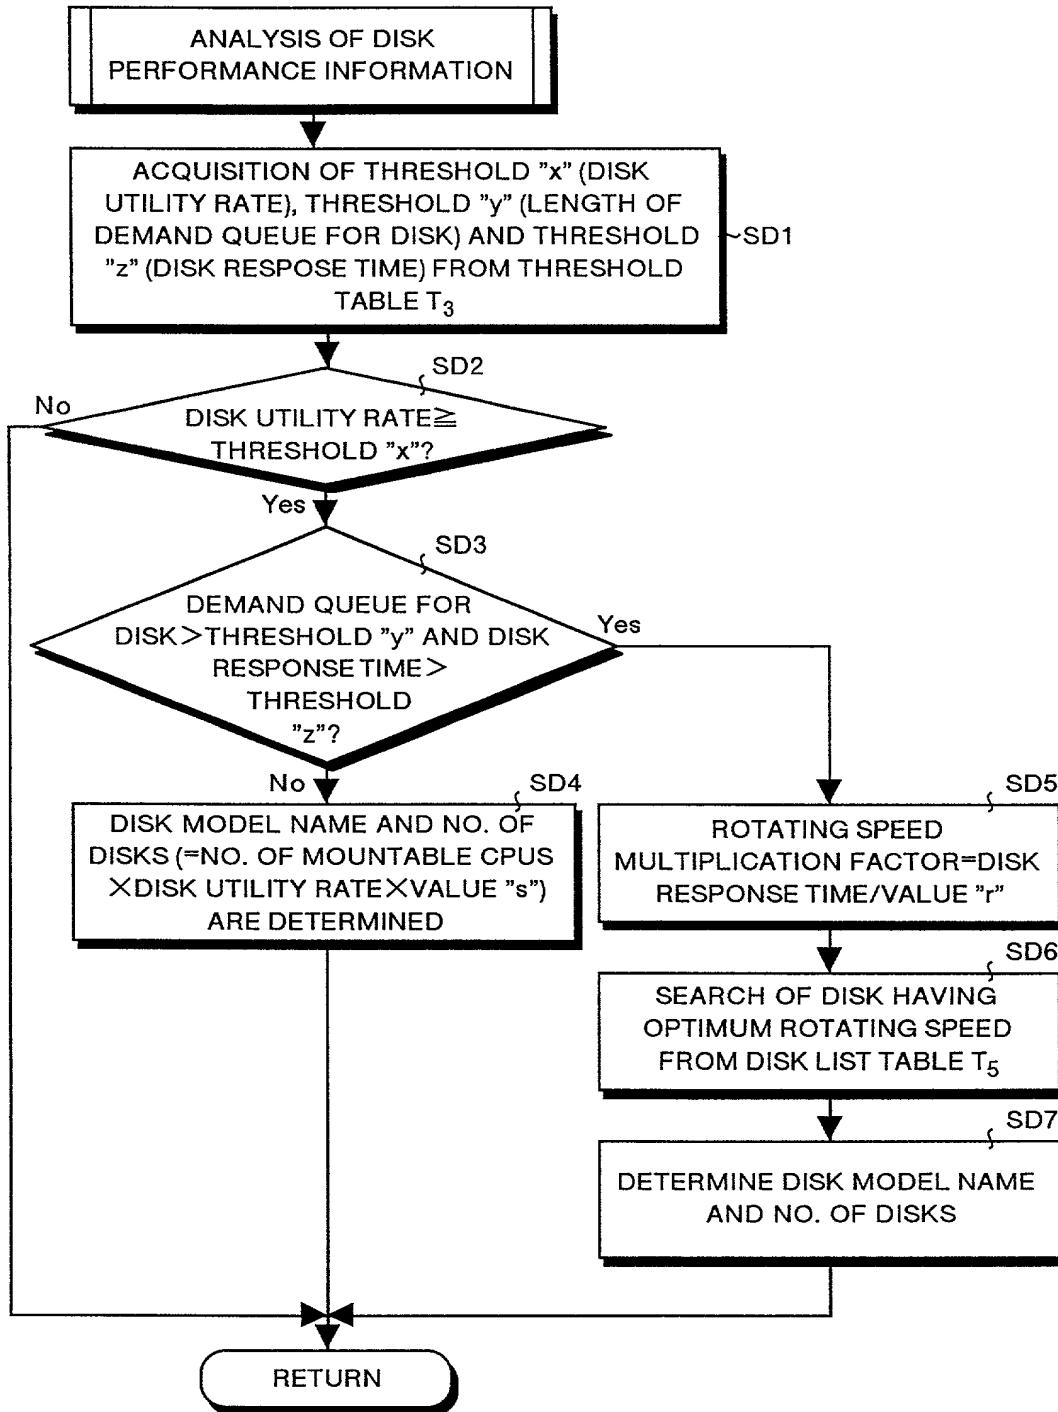 ANALYSIS OF DISK
PERFORMANCE INFORMATION
ACQUISITION OF THRESHOLD "x" (DISK
UTILITY RATE), THRESHOLD "y" (LENGTH OF
DEMAND QUEUE FOR DISK) AND THRESHOLD
"z" (DISK RESPOSE TIME) FROM THRESHOLD
TABLE T3
SD1
SD2
No
DISK UTILITY RATE≧
THRESHOLD "x"?
Yes
SD3
DEMAND QUEUE FOR
DISK>THRESHOLD "y" AND DISK
RESPONSE TIME>
THRESHOLD
"z"?
Yes
No
SD4
DISK MODEL NAME AND NO. OF
DISKS (=NO. OF MOUNTABLE CPUS
×DISK UTILITY RATE×VALUE "s")
ARE DETERMINED
SD5
ROTATING SPEED
MULTIPLICATION FACTOR=DISK
RESPONSE TIME/VALUE "r"
SD6
SEARCH OF DISK HAVING
OPTIMUM ROTATING SPEED
FROM DISK LIST TABLE T5
SD7
DETERMINE DISK MODEL NAME
AND NO. OF DISKS
RETURN